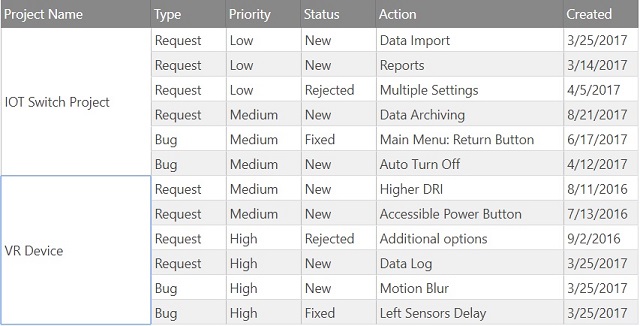 Project Name Type Priority Status Action Created
Request Low New Data Import 3/25/2017
Request Low New Reports 3/14/2017
Request Low Rejected Multiple Settings 4/5/2017
IOT Switch Project
Request Medium New Data Archiving 8/21/2017
Bug Medium Fixed Main Menu: Return Button 6/17/2017
Bug Medium New Auto Turn Off 4/12/2017
Request Medium New Higher DRI 8/11/2016
Request Medium New Accessible Power Button 7/13/2016
Request High Rejected Additional options 9/2/2016
VR Device
Request High New Data Log 3/25/2017
Bug High New Motion Blur 3/25/2017
Bug High Fixed Left Sensors Delay 3/25/2017